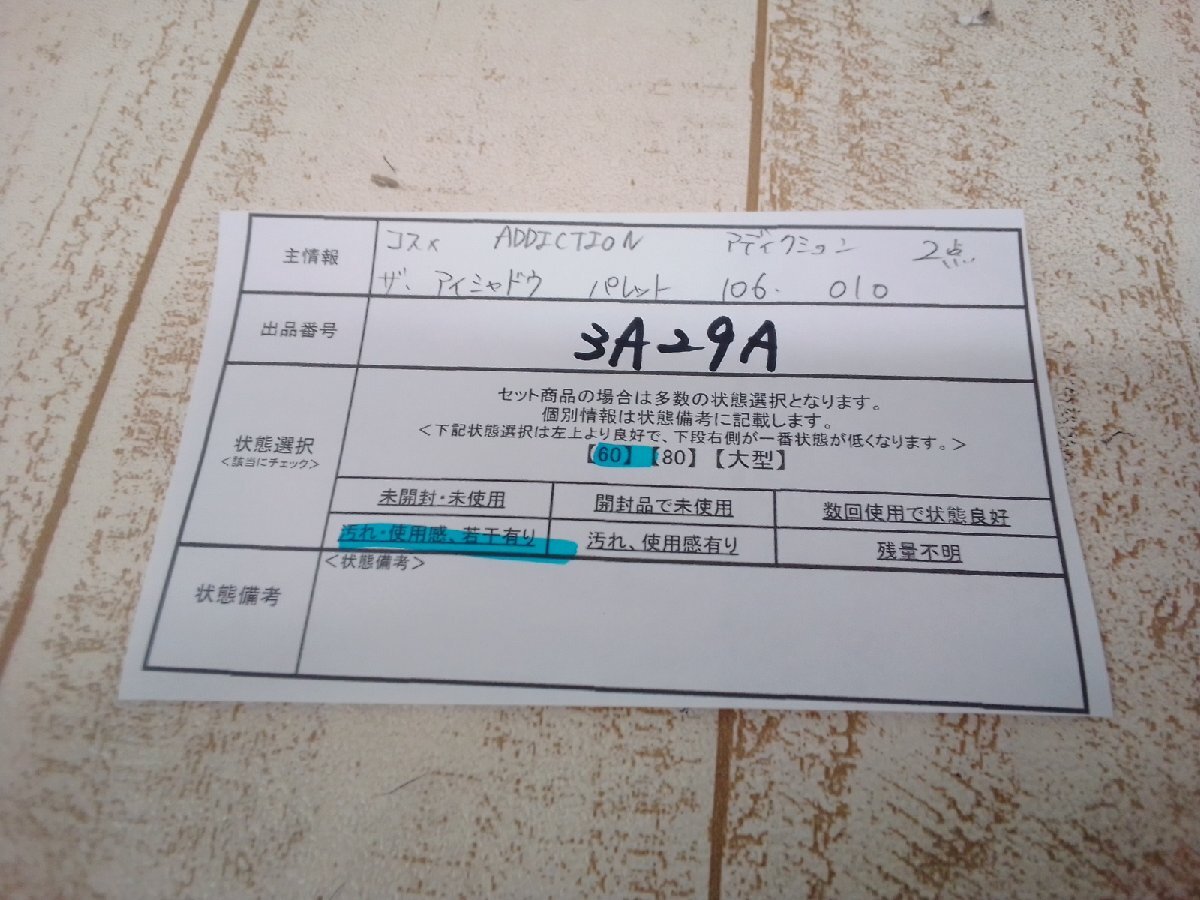 主情報
コスメ ADDICTION アディクション 2点
ザ・アイシャドウ パレット 106. 010
出品番号
3A29A
状態選択
<該当にチェック>
セット商品の場合は多数の状態選択となります。
個別情報は状態備考に記載します。
<下記状態選択は左上より良好で、下段右側が一番状態が低くなります。>
【60】【80】【大型】
未開封・未使用 開封品で未使用 数回使用で状態良好
汚れ・使用感、若干有り 汚れ、使用感有り 残量不明
状態備考
<状態備考>